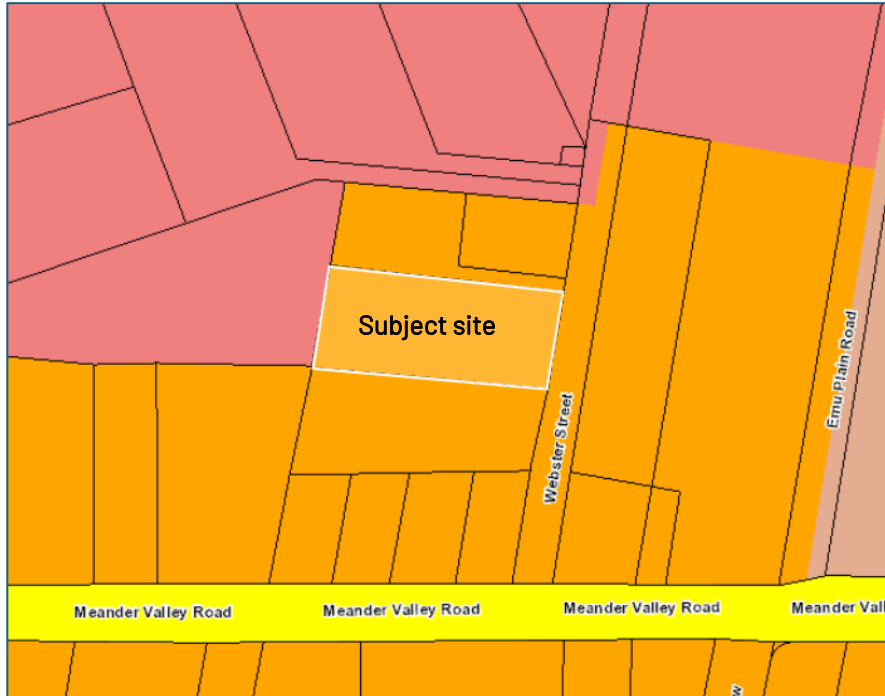 Subject site
Emu Plain Road
Webster Street
Meander Valley Road
Meander Valley Road
Meander Valley Road
Meander Vall
w